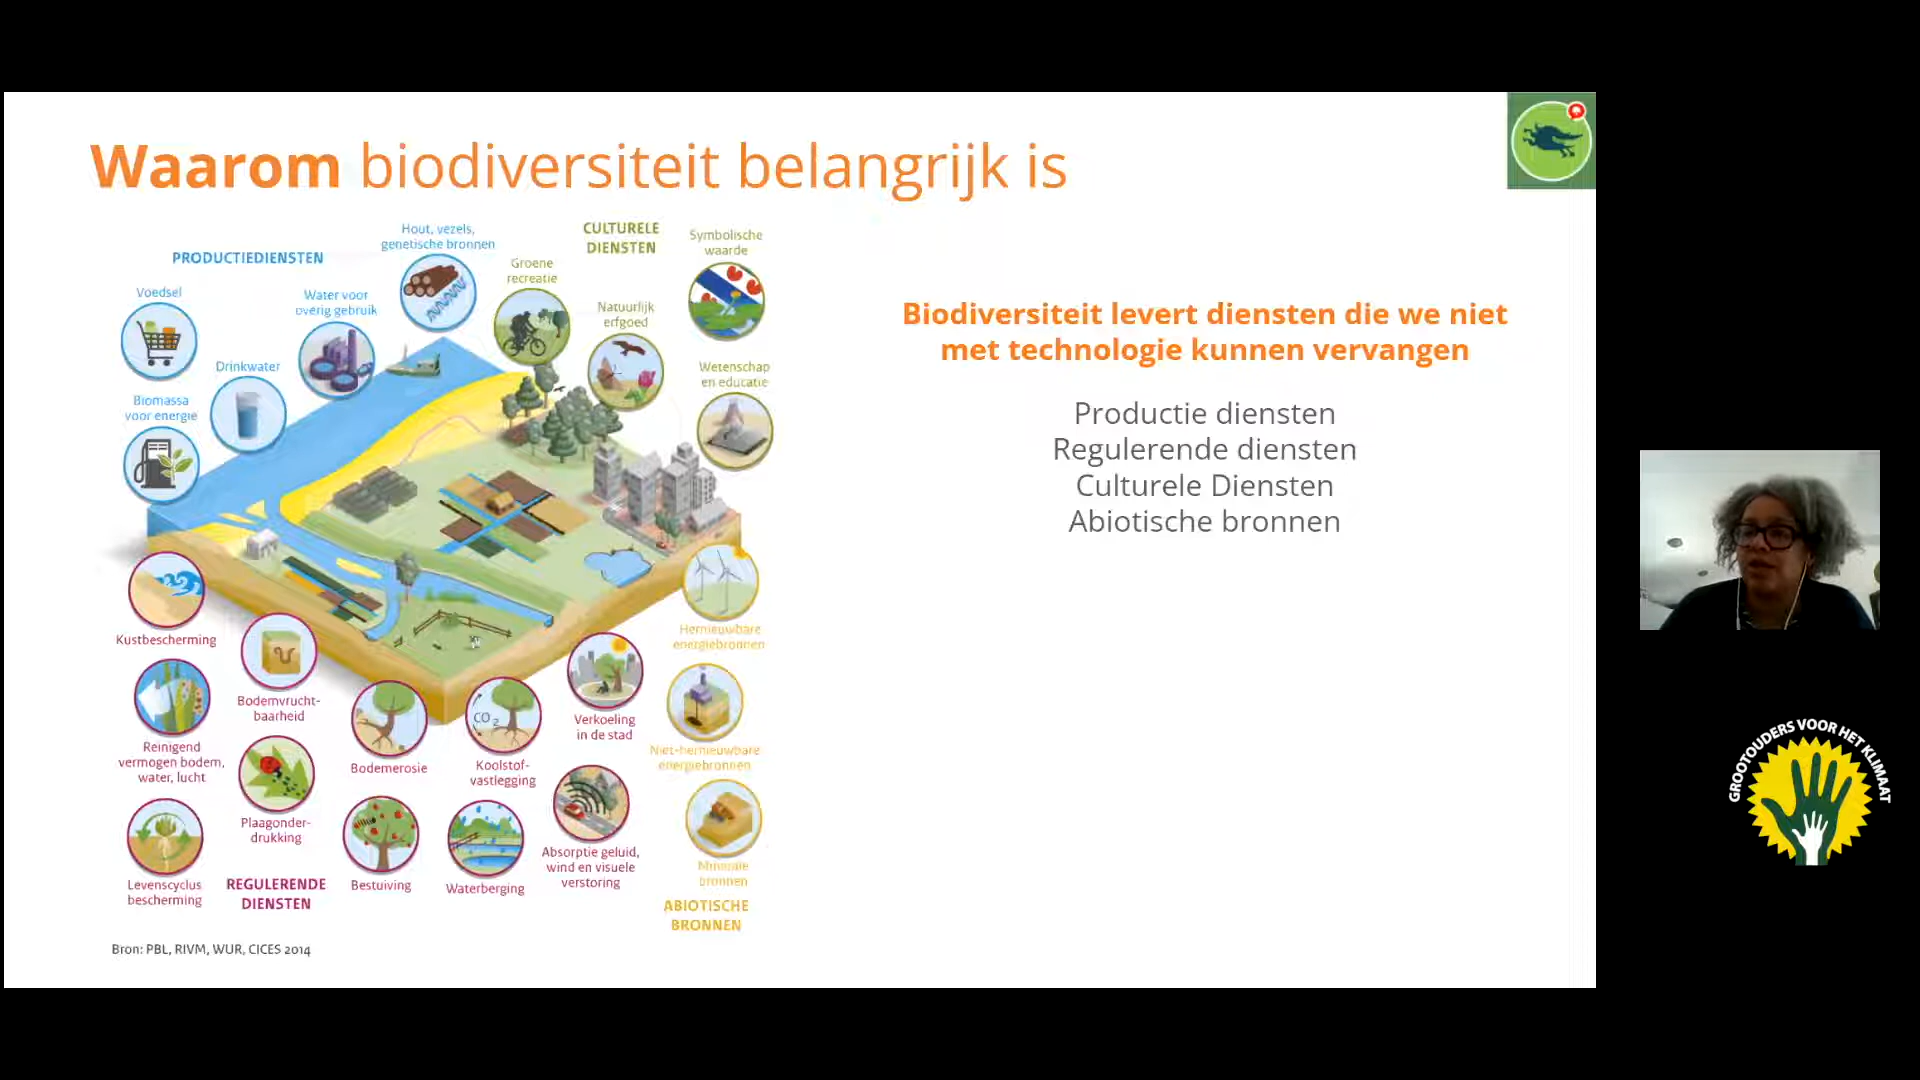 Waarom biodiversiteit belangrijk is
PRODUCTIEDIENSTEN
Voedsel
Water voor
overig gebruik
Hout, vezels,
genetische bronnen
Drinkwater
Biomassa
voor energie
CULTURELE
DIENSTEN
Groene
recreatie
Natuurlijk
erfgoed
Symbolische
waarde
Wetenschap
en educatie
Kustbescherming
Bodemvrucht-
baarheid
Reinigend
vermogen bodem,
water, lucht
Bodemerosie
CO2
Koolstof-
vastlegging
Verkoeling
in de stad
Plaagonder-
drukking
Levenscyclus
bescherming
REGULERENDE
DIENSTEN
Bestuiving
Waterberging
Absorptie geluid,
wind en visuele
verstoring
Hernieuwbare
energiebronnen
Niet-hernieuwbare
energiebronnen
Minerale
bronnen
ABIOTISCHE
BRONNEN
Bron: PBL, RIVM, WUR, CICES 2014
Biodiversiteit levert diensten die we niet
met technologie kunnen vervangen
Productie diensten
Regulerende diensten
Culturele Diensten
Abiotische bronnen
GROOTOUDERS VOOR HET KLIMAAT